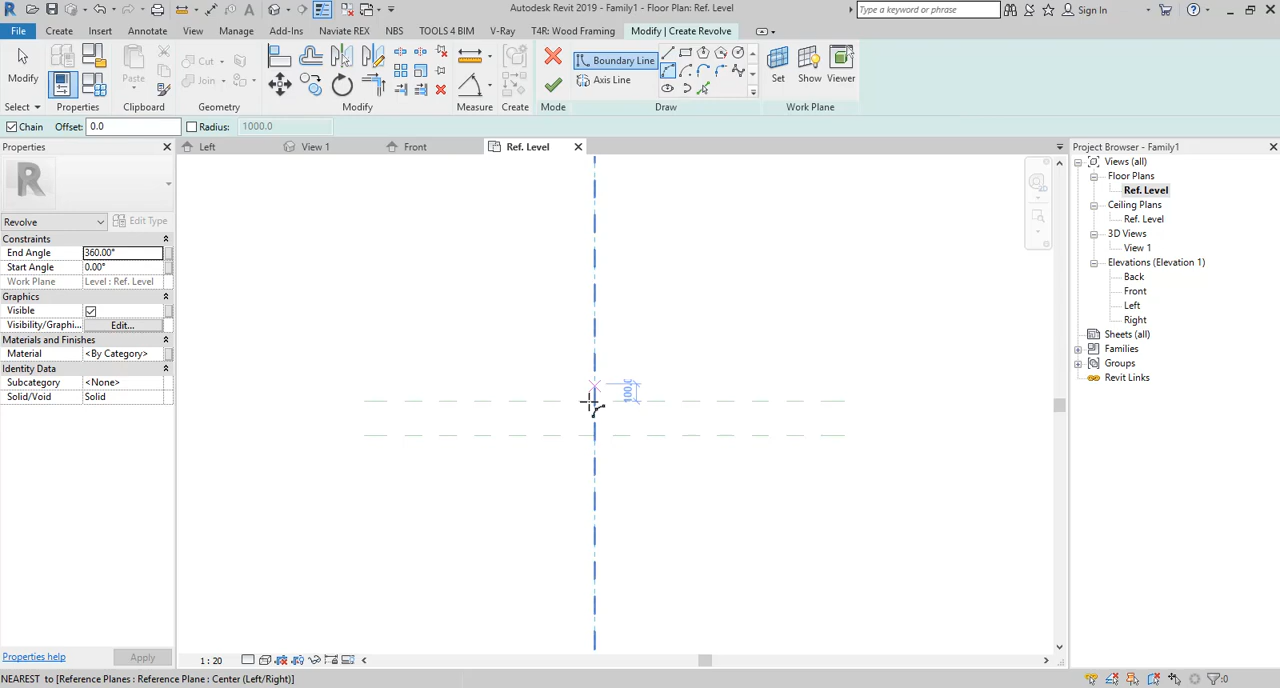 Autodesk Revit 2019 - Family1 - Floor Plan: Ref. Level
Type a keyword or phrase
Sign In
File Create Insert Annotate View Manage Add-Ins Naviate REX NBS TOOLS 4 BIM V-Ray T4R: Wood Framing Modify | Create Revolve
Modify Paste Cut Join Boundary Line Axis Line Set Show Viewer
Select Properties Clipboard Geometry Modify Measure Create Mode Draw Work Plane
Chain Offset: 0.0 Radius: 1000.0
Properties
Left View 1 Front Ref. Level
Project Browser - Family1
Revolve
Edit Type
Constraints
End Angle 360.00°
Start Angle 0.00°
Work Plane Level : Ref. Level
Graphics
Visible
Visibility/Graphi... Edit...
Materials and Finishes
Material <By Category>
Identity Data
Subcategory <None>
Solid/Void Solid
100.0
Views (all)
Floor Plans
Ref. Level
Ceiling Plans
Ref. Level
3D Views
View 1
Elevations (Elevation 1)
Back
Front
Left
Right
Sheets (all)
Families
Groups
Revit Links
Properties help
Apply
1 : 20
NEAREST to [Reference Planes : Reference Plane : Center (Left/Right)]
:0